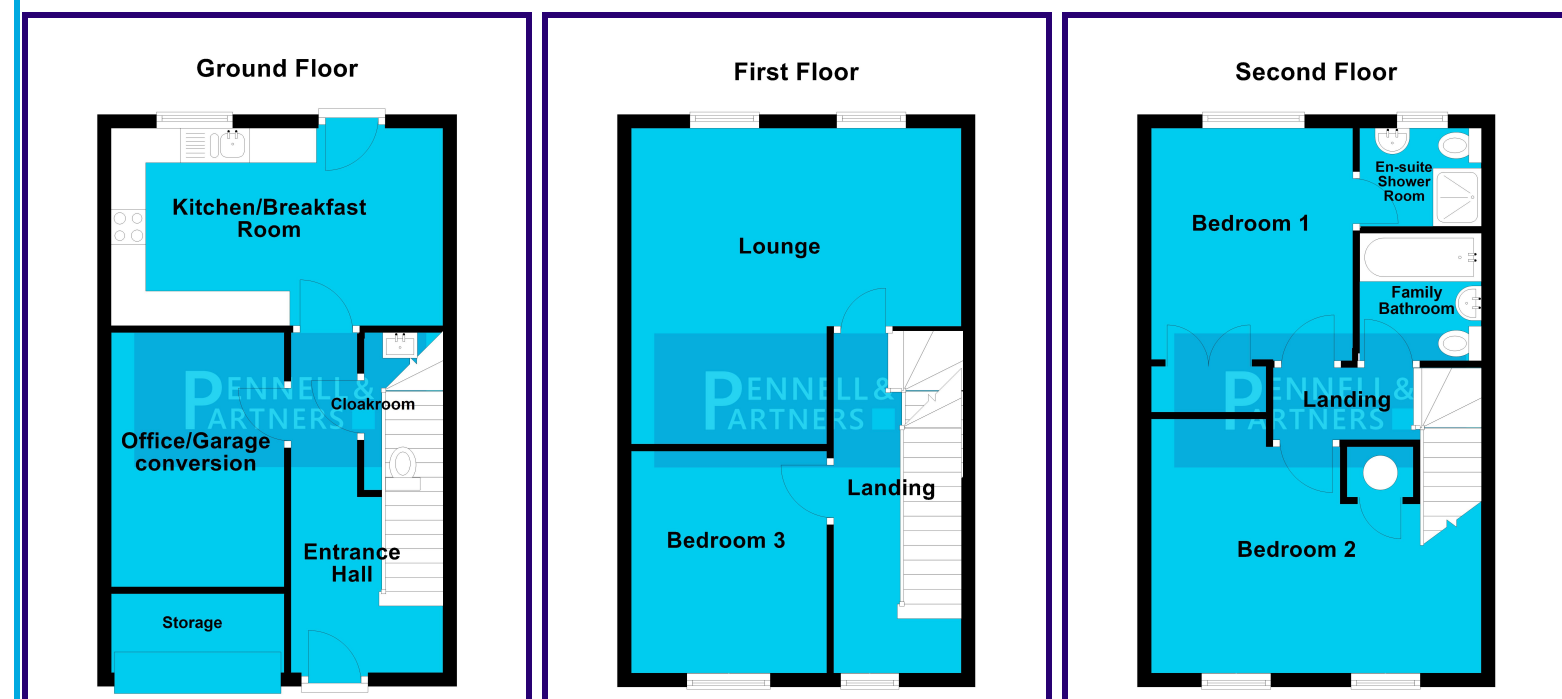 Ground Floor
Kitchen/Breakfast
Room
PENNELL &
PARTNERS
Cloakroom
Office/Garage
conversion
Entrance
Hall
Storage
First Floor
Lounge
PENNELL &
PARTNERS
Landing
Bedroom 3
Second Floor
En-suite
Shower
Room
Bedroom 1
Family
Bathroom
PENNELL &
PARTNERS
Landing
Bedroom 2